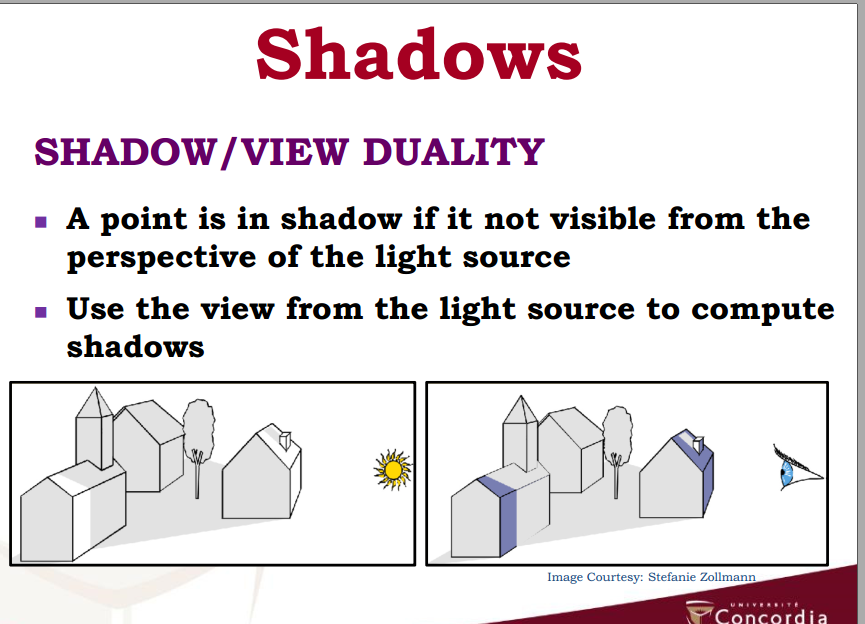 Shadows
SHADOW/VIEW DUALITY
A point is in shadow if it not visible from the
perspective of the light source
Use the view from the light source to compute
shadows
Image Courtesy: Stefanie Zollmann
UNIVERSITÉ
Concordia